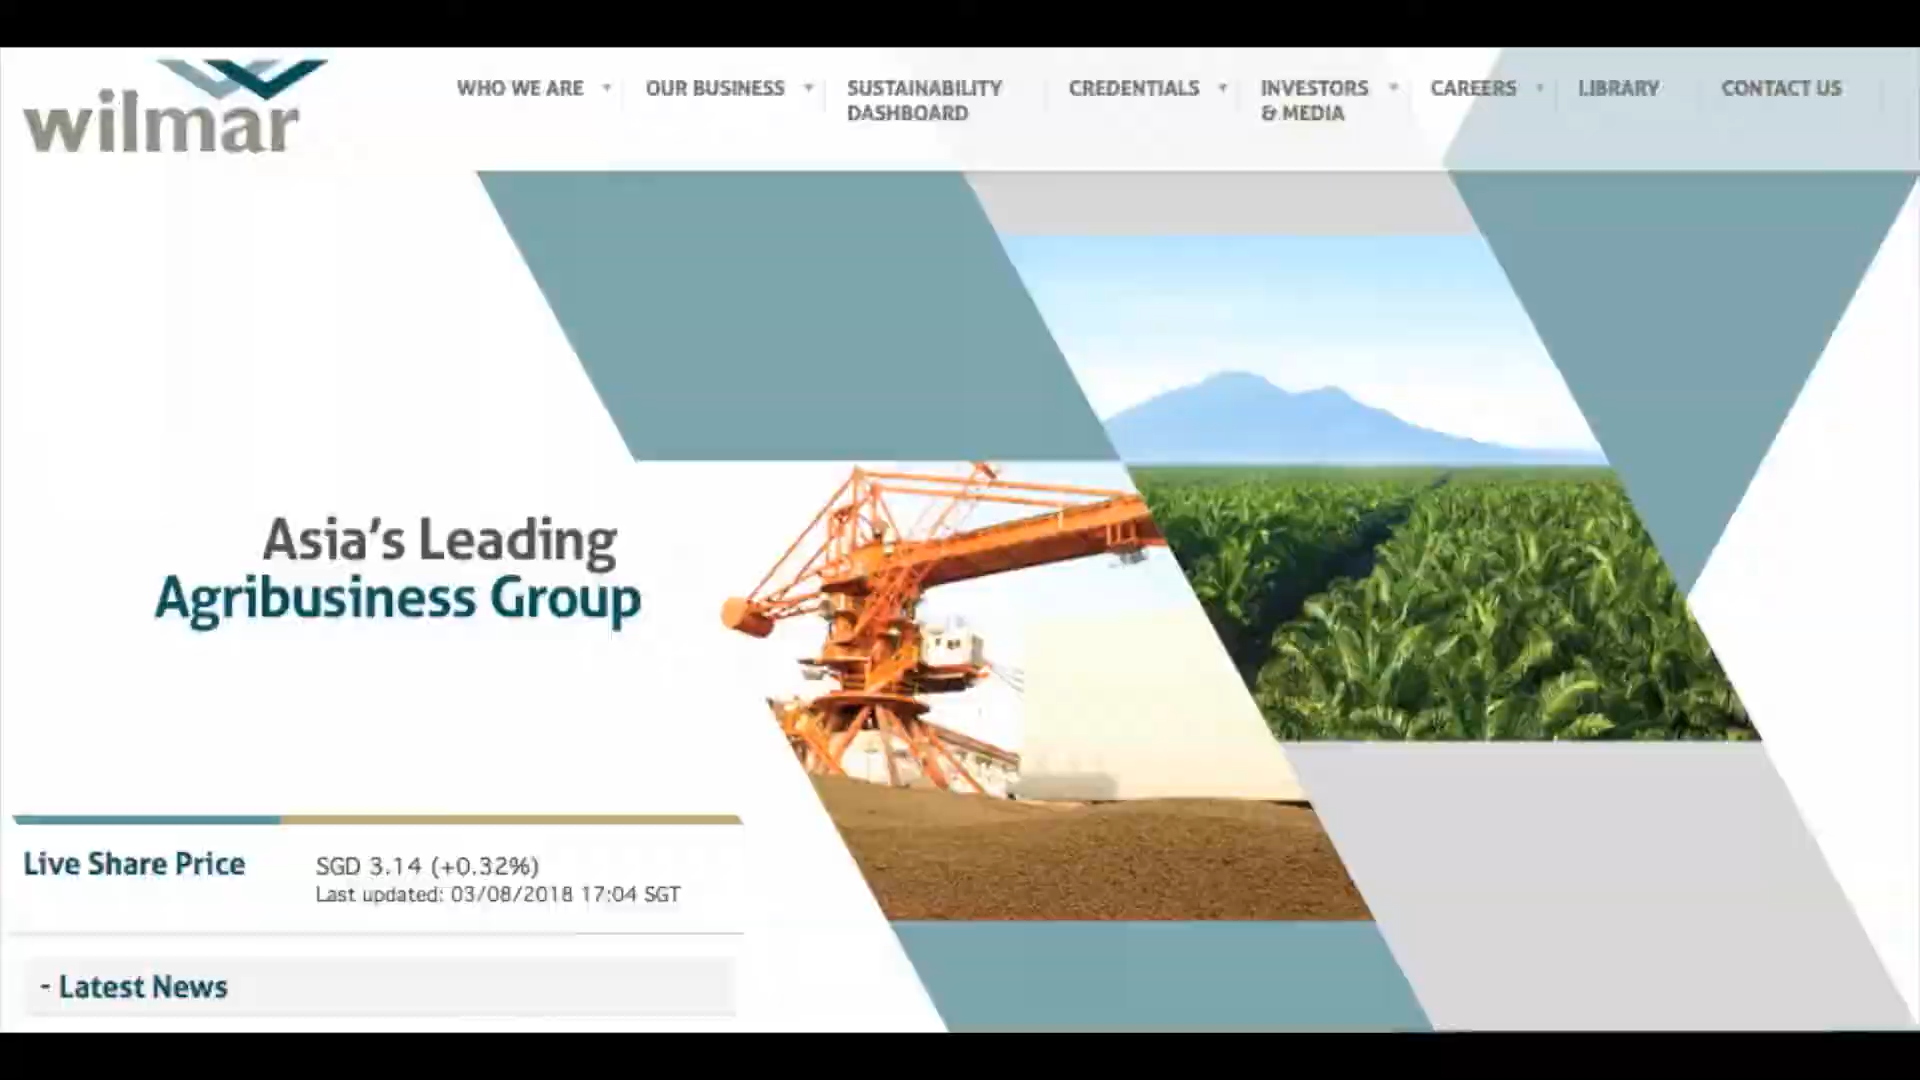 wilmar
WHO WE ARE
OUR BUSINESS
SUSTAINABILITY
DASHBOARD
CREDENTIALS
INVESTORS
& MEDIA
CAREERS
LIBRARY
CONTACT US
Asia's Leading
Agribusiness Group
Live Share Price
SGD 3.14 (+0.32%)
Last updated: 03/08/2018 17:04 SGT
- Latest News